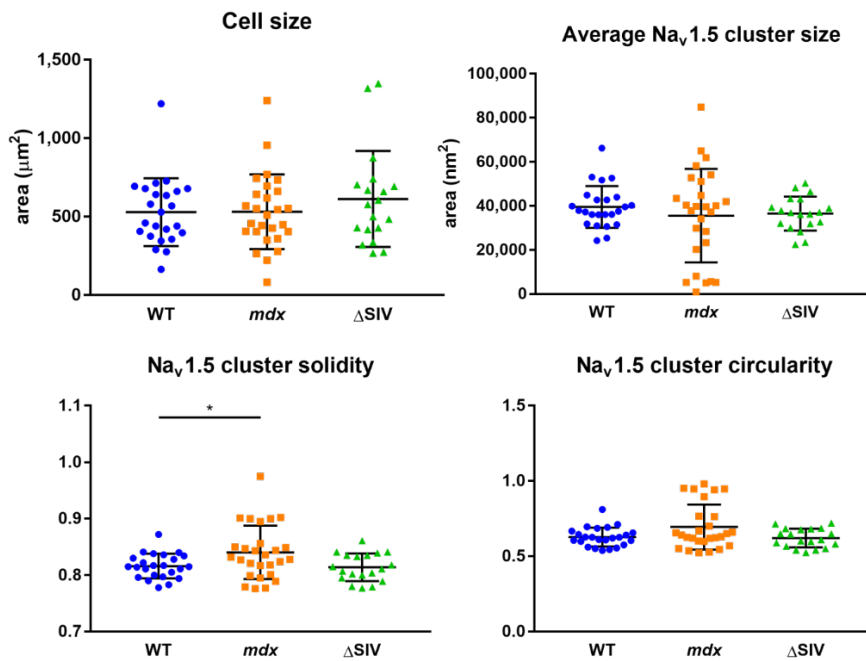 Cell size
area (μm²)
1,500
1,000
500
0
WT
mdx
ΔSIV
Average Naᵥ1.5 cluster size
area (nm²)
100,000
80,000
60,000
40,000
20,000
0
WT
mdx
ΔSIV
Naᵥ1.5 cluster solidity
1.1
1.0
0.9
0.8
0.7
*
WT
mdx
ΔSIV
Naᵥ1.5 cluster circularity
1.5
1.0
0.5
0.0
WT
mdx
ΔSIV